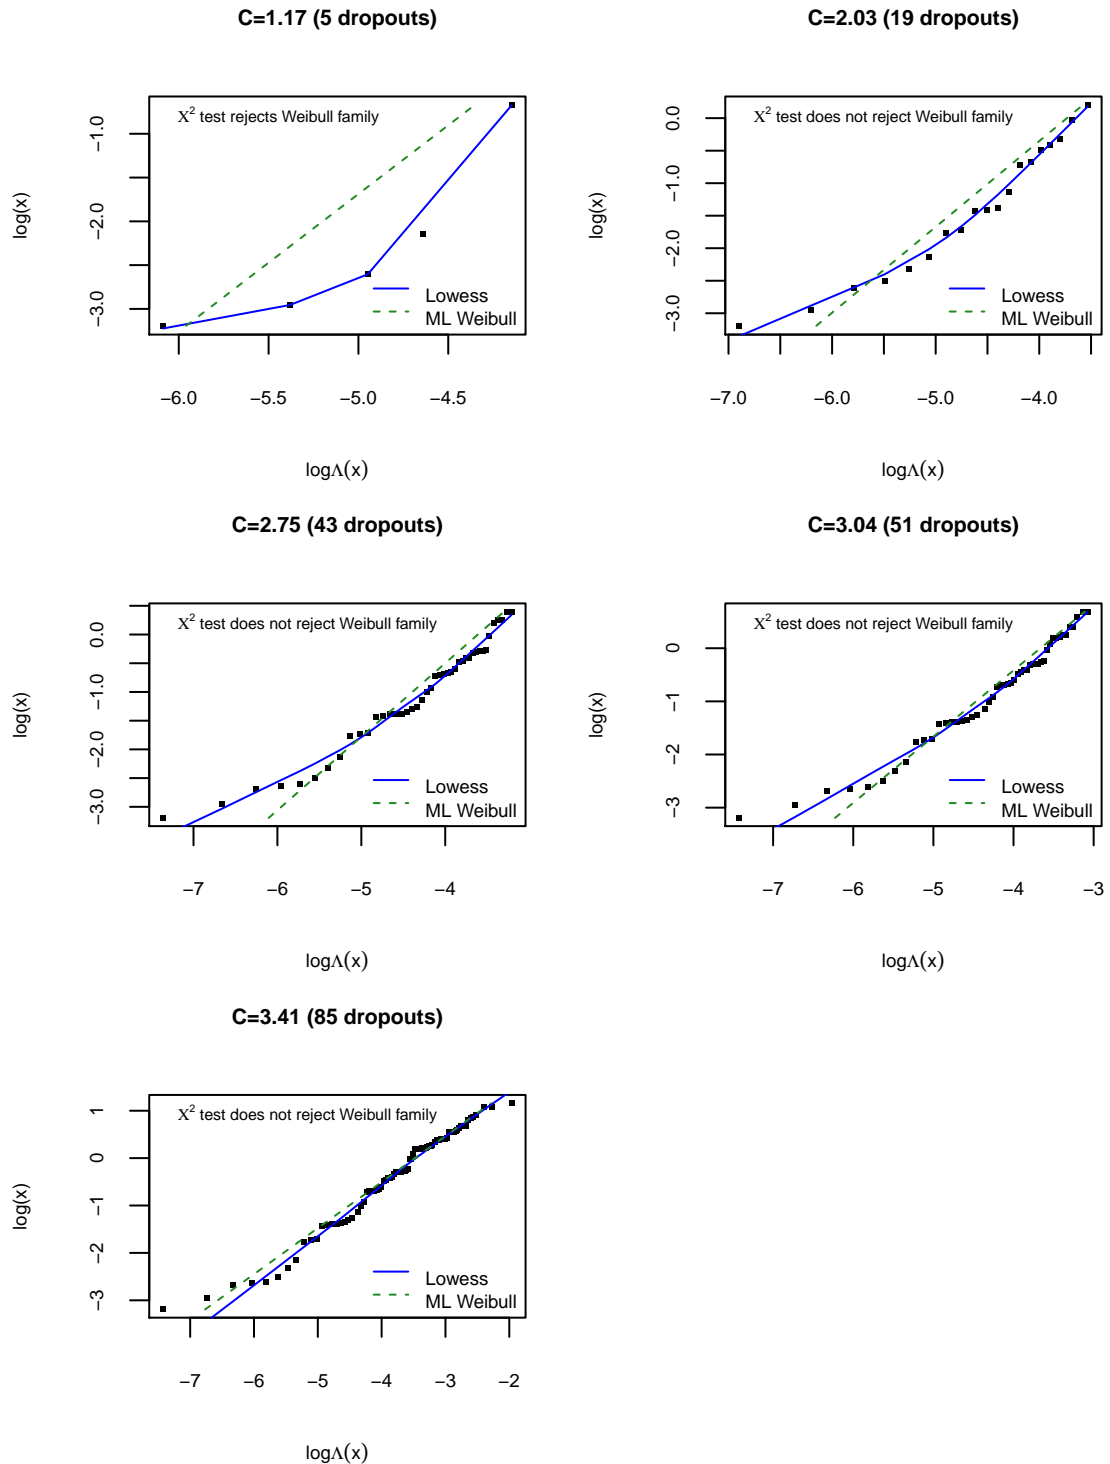 C=1.17 (5 dropouts)
log(x)
−1.0
−2.0
−3.0
X² test rejects Weibull family
Lowess
ML Weibull
−6.0 −5.5 −5.0 −4.5
logΛ(x)
C=2.03 (19 dropouts)
log(x)
0.0
−1.0
−2.0
−3.0
X² test does not reject Weibull family
Lowess
ML Weibull
−7.0 −6.0 −5.0 −4.0
logΛ(x)
C=2.75 (43 dropouts)
log(x)
0.0
−1.0
−2.0
−3.0
X² test does not reject Weibull family
Lowess
ML Weibull
−7 −6 −5 −4
logΛ(x)
C=3.04 (51 dropouts)
log(x)
0
−1
−2
−3
X² test does not reject Weibull family
Lowess
ML Weibull
−7 −6 −5 −4 −3
logΛ(x)
C=3.41 (85 dropouts)
log(x)
1
0
−1
−2
−3
X² test does not reject Weibull family
Lowess
ML Weibull
−7 −6 −5 −4 −3 −2
logΛ(x)